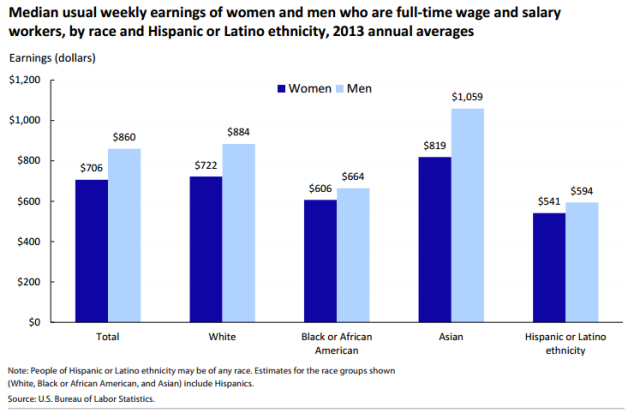 Median usual weekly earnings of women and men who are full-time wage and salary
workers, by race and Hispanic or Latino ethnicity, 2013 annual averages
Earnings (dollars)
$1,200
$1,000
$800
$600
$400
$200
$0
Women Men
$706 $860
$722 $884
$606 $664
$819 $1,059
$541 $594
Total White Black or African Asian Hispanic or Latino
American ethnicity
Note: People of Hispanic or Latino ethnicity may be of any race. Estimates for the race groups shown
(White, Black or African American, and Asian) include Hispanics.
Source: U.S. Bureau of Labor Statistics.